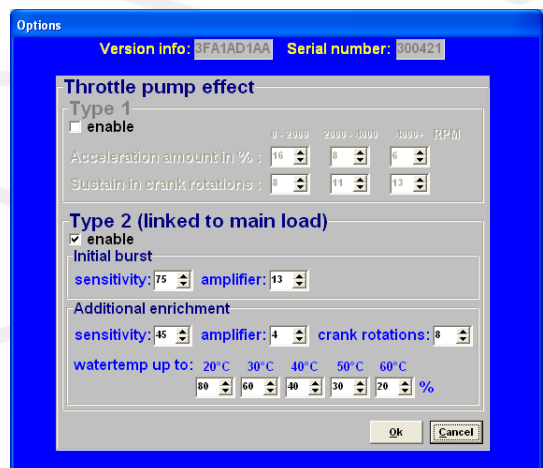 Options
Version info: 3FA1AD1AA Serial number: 300421
Throttle pump effect
Type 1
enable
0 - 2000 2000 - 4000 4000- RPM
Acceleration amount in % : 16 8 6
Sustain in crank rotations : 8 11 13
Type 2 (linked to main load)
enable
Initial burst
sensitivity: 75 amplifier: 13
Additional enrichment
sensitivity: 45 amplifier: 4 crank rotations: 8
watertemp up to: 20°C 30°C 40°C 50°C 60°C
80 60 40 30 20 %
Ok Cancel